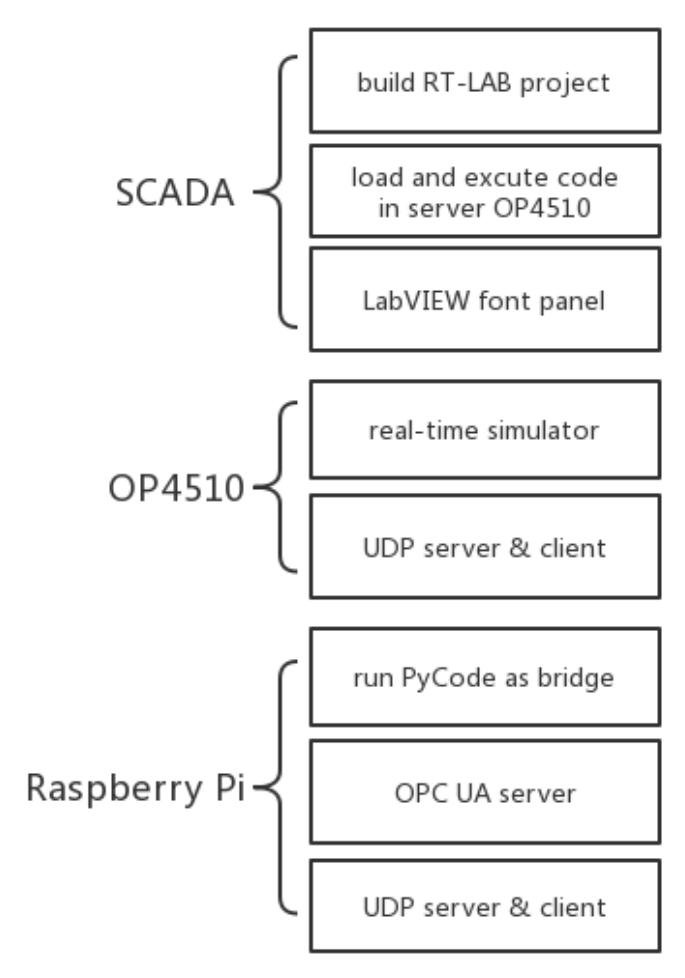 SCADA
build RT-LAB project
load and excute code
in server OP4510
LabVIEW font panel
OP4510
real-time simulator
UDP server & client
Raspberry Pi
run PyCode as bridge
OPC UA server
UDP server & client